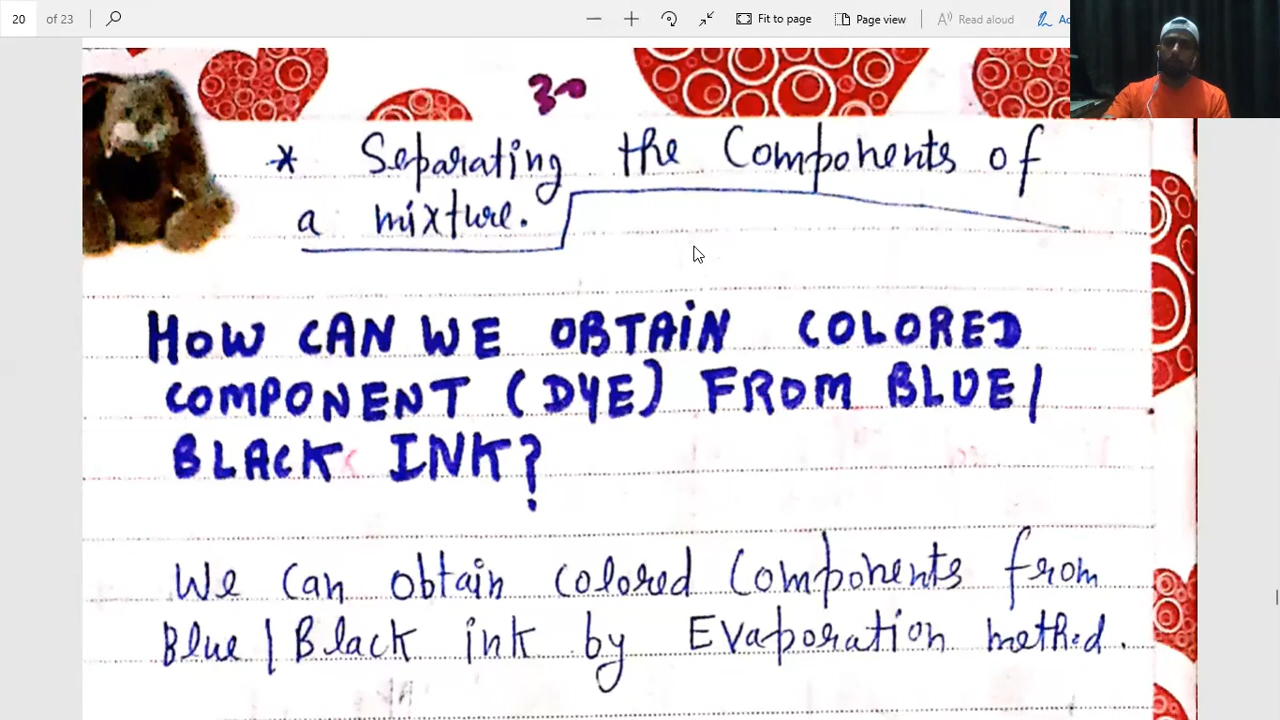 20 of 23 Fit to page Page view Read aloud
30
* Separating the Components of
a mixture.
HOW CAN WE OBTAIN COLORED
COMPONENT (DYE) FROM BLUE/
BLACK INK?
We Can obtain colored Components from
Blue/Black ink by Evaporation method.